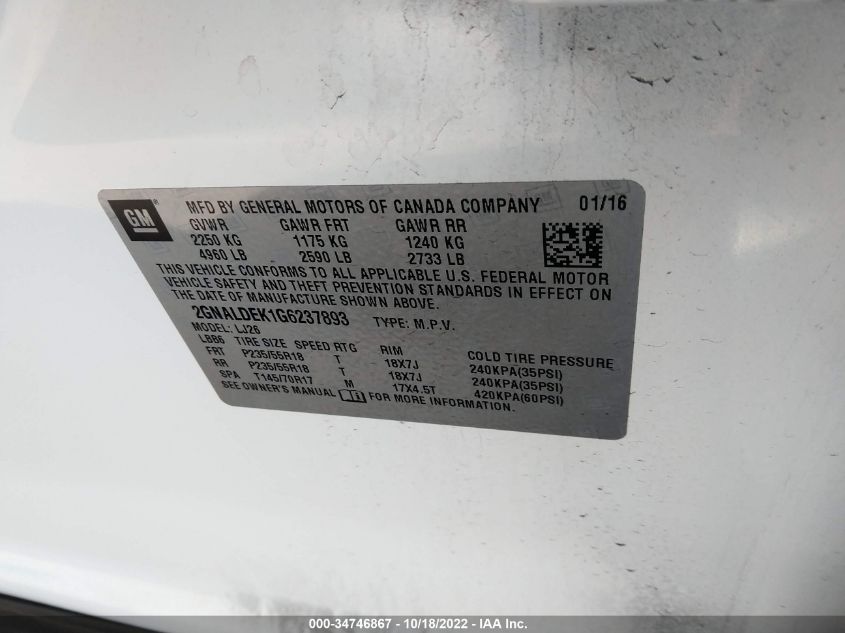 GM ® MFD BY GENERAL MOTORS OF CANADA COMPANY 01/16
GVWR GAWR FRT GAWR RR
2250 KG 1175 KG 1240 KG
4960 LB 2590 LB 2733 LB
THIS VEHICLE CONFORMS TO ALL APPLICABLE U.S. FEDERAL MOTOR
VEHICLE SAFETY AND THEFT PREVENTION STANDARDS IN EFFECT ON
THE DATE OF MANUFACTURE SHOWN ABOVE.
2GNALDEK1G6237893 TYPE: M.P.V.
MODEL: LJ26
LBB6 TIRE SIZE SPEED RTG RIM COLD TIRE PRESSURE
FRT P235/55R18 T 18X7J 240KPA(35PSI)
RR P235/55R18 T 18X7J 240KPA(35PSI)
SPA T145/70R17 M 17X4.5T 420KPA(60PSI)
SEE OWNER'S MANUAL FOR MORE INFORMATION.
000-34746867 - 10/18/2022 - IAA Inc.